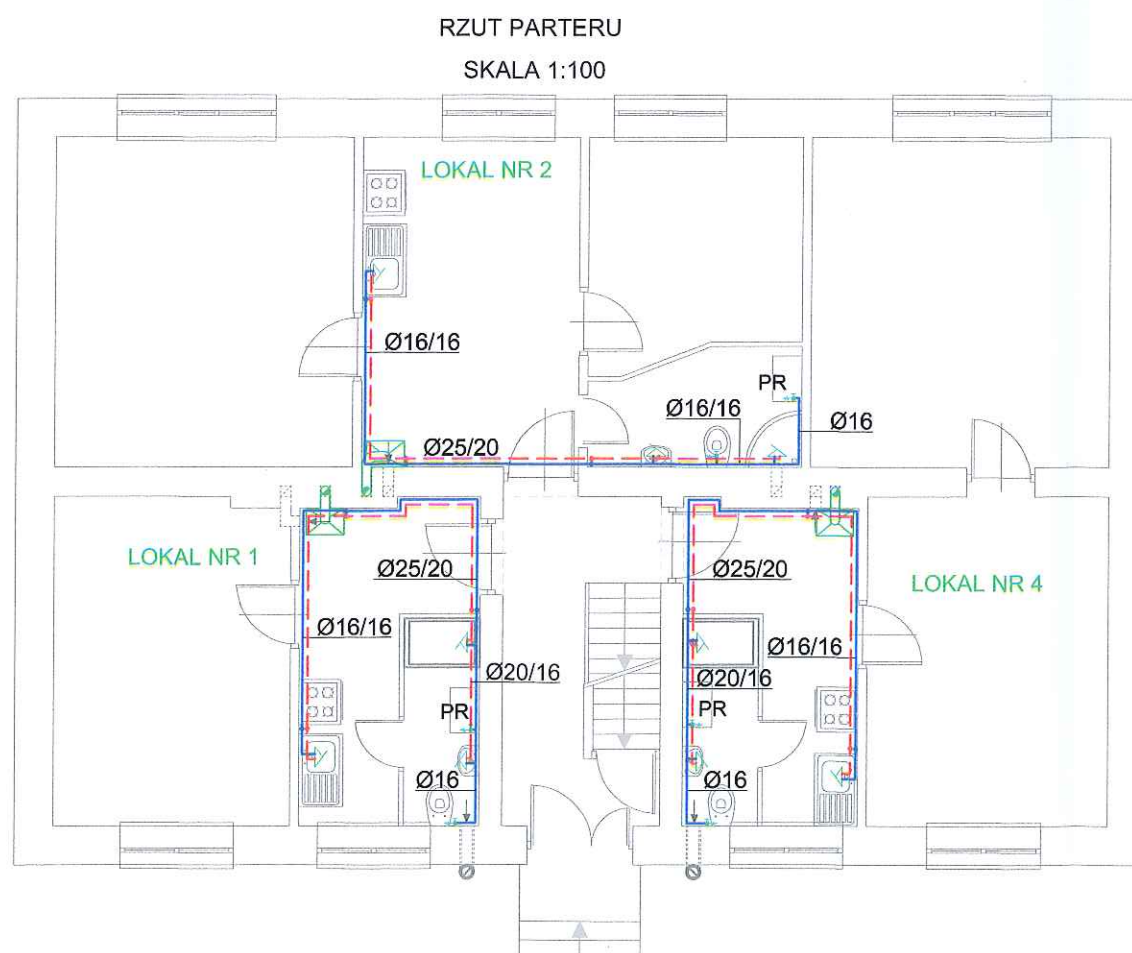 RZUT PARTERU
SKALA 1:100
LOKAL NR 2
Ø16/16
PR
Ø16/16
Ø16
Ø25/20
LOKAL NR 1
Ø25/20
Ø25/20
LOKAL NR 4
Ø16/16
Ø16/16
Ø20/16
Ø20/16
PR
PR
Ø16
Ø16